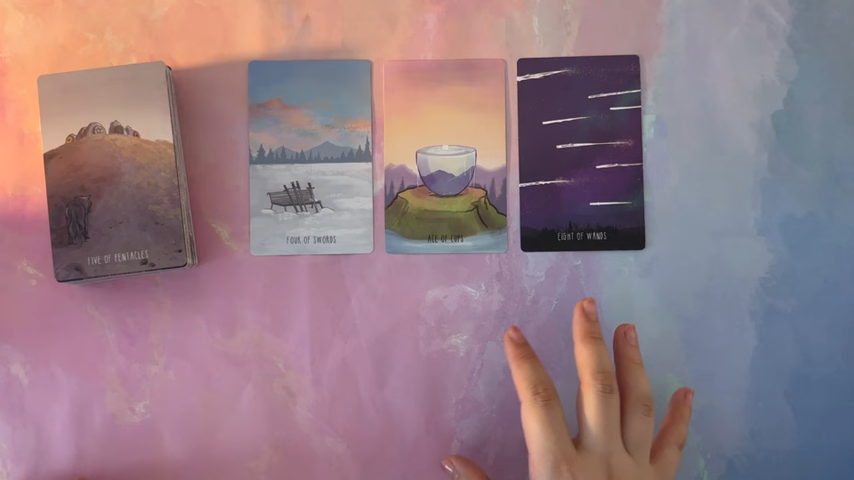 FIVE OF PENTACLES
FOUR OF SWORDS
ACE OF CUPS
EIGHT OF WANDS